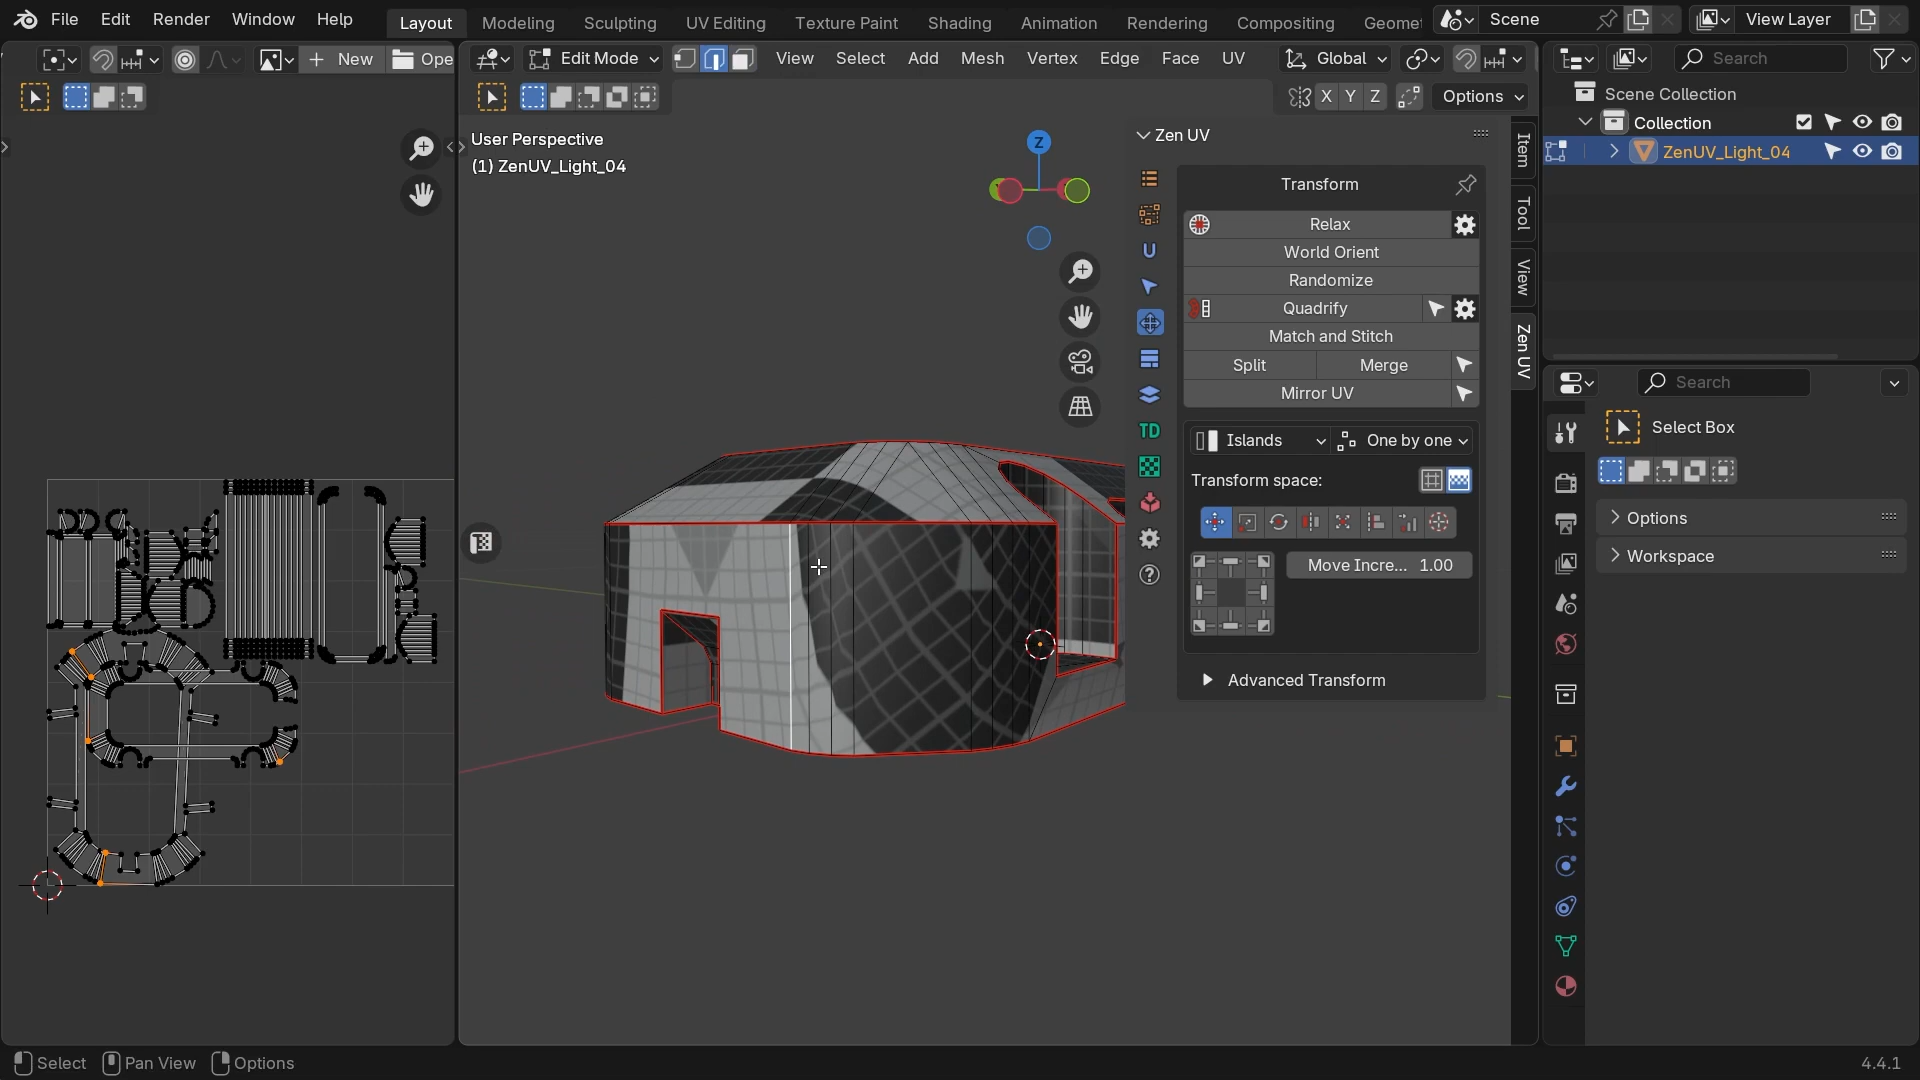 File Edit Render Window Help Layout Modeling Sculpting UV Editing Texture Paint Shading Animation Rendering Compositing Geomet Scene View Layer
New Ope Edit Mode View Select Add Mesh Vertex Edge Face UV Global Search
X Y Z Options
Scene Collection
Collection
ZenUV_Light_04
User Perspective
(1) ZenUV_Light_04
Z
Zen UV
Transform
Relax
World Orient
Randomize
Quadrify
Match and Stitch
Split Merge
Mirror UV
Islands One by one
Transform space:
Move Incre... 1.00
Advanced Transform
TD
Item
Tool
View
Zen UV
Search
Select Box
Options
Workspace
Select Pan View Options 4.4.1